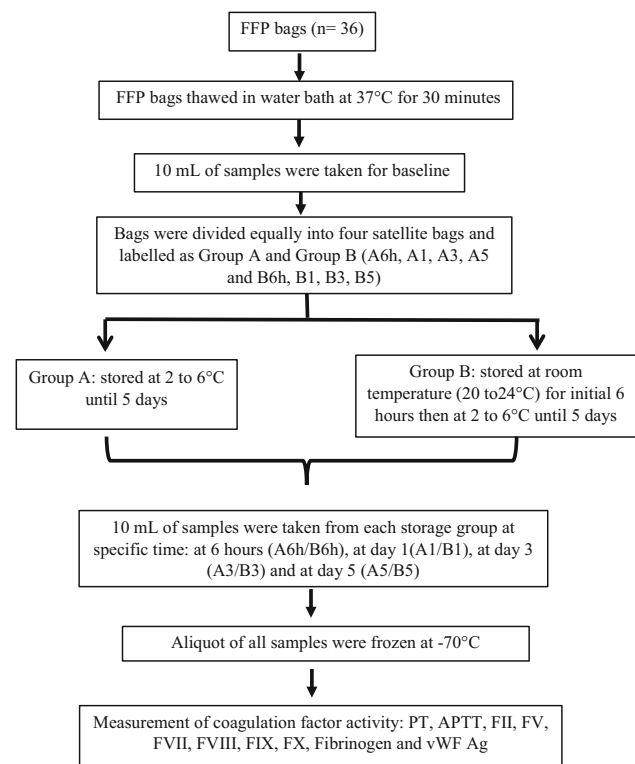 FFP bags (n= 36)
FFP bags thawed in water bath at 37°C for 30 minutes
10 mL of samples were taken for baseline
Bags were divided equally into four satellite bags and
labelled as Group A and Group B (A6h, A1, A3, A5
and B6h, B1, B3, B5)
Group A: stored at 2 to 6°C
until 5 days
Group B: stored at room
temperature (20 to24°C) for initial 6
hours then at 2 to 6°C until 5 days
10 mL of samples were taken from each storage group at
specific time: at 6 hours (A6h/B6h), at day 1(A1/B1), at day 3
(A3/B3) and at day 5 (A5/B5)
Aliquot of all samples were frozen at -70°C
Measurement of coagulation factor activity: PT, APTT, FII, FV,
FVII, FVIII, FIX, FX, Fibrinogen and vWF Ag